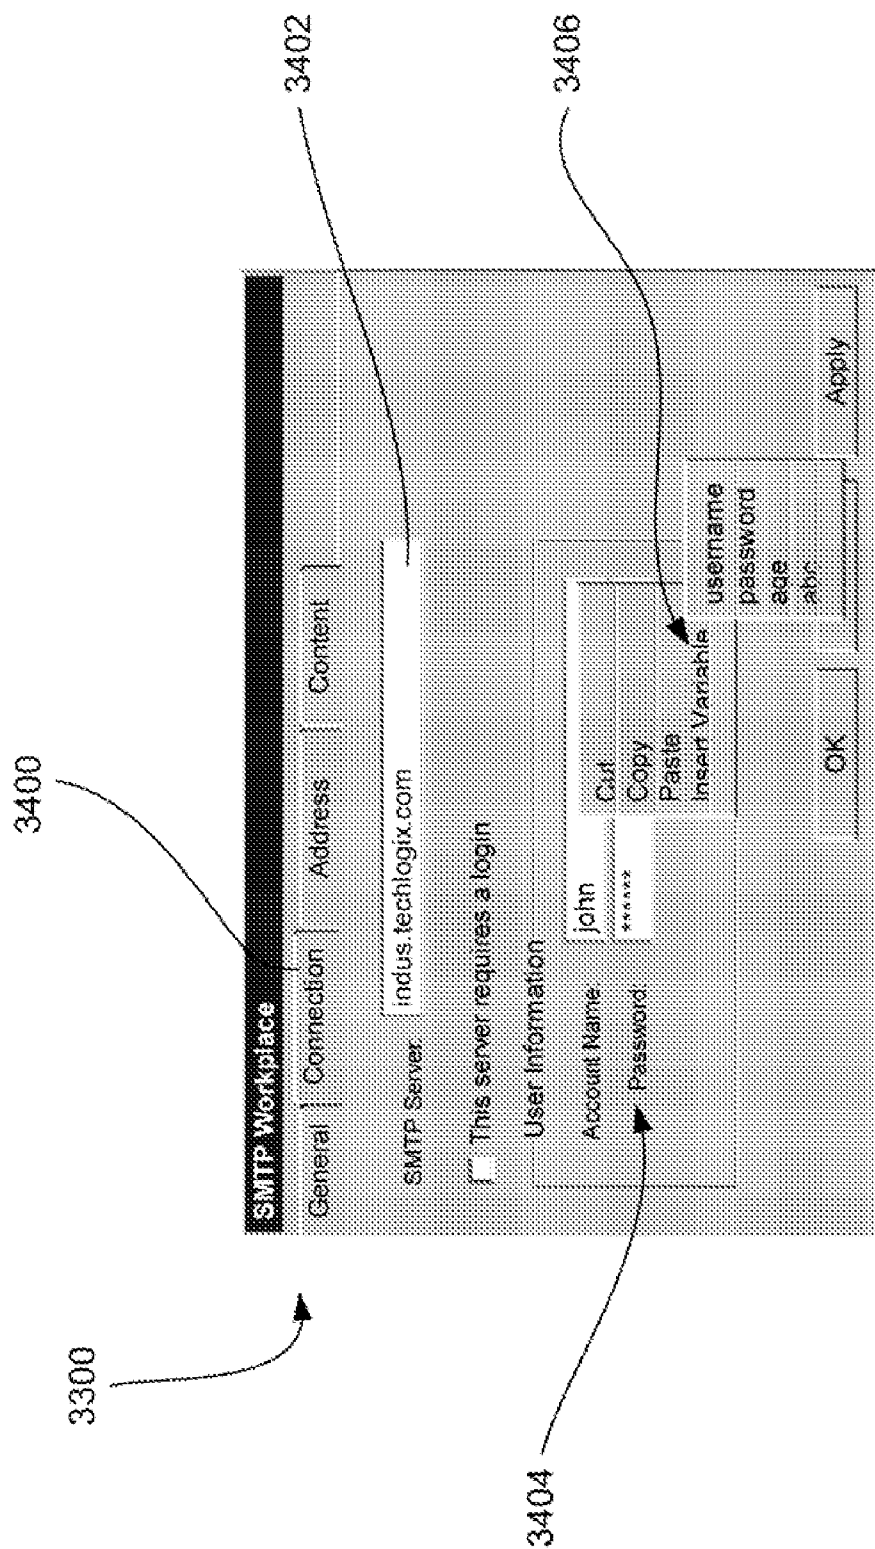 3400
3402
3406
3300
3404
SMTP Workplace
General Connection Address Content
SMTP Server: indus.techlogix.com
This server requires a login
User Information
Account Name john
Password ******
Cut
Copy
Paste
Insert Variable
username
password
age
abc
OK Apply